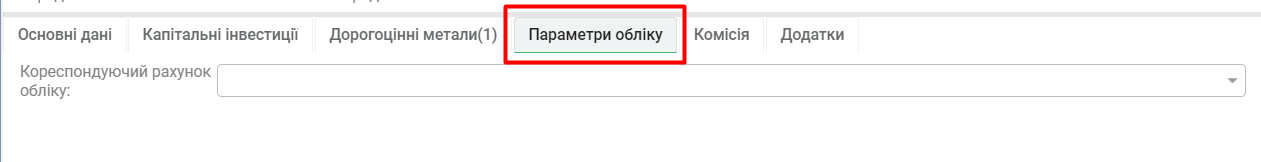 Основні дані Капітальні інвестиції Дорогоцінні метали(1) Параметри обліку Комісія Додатки
Кореспондуючий рахунок
обліку: